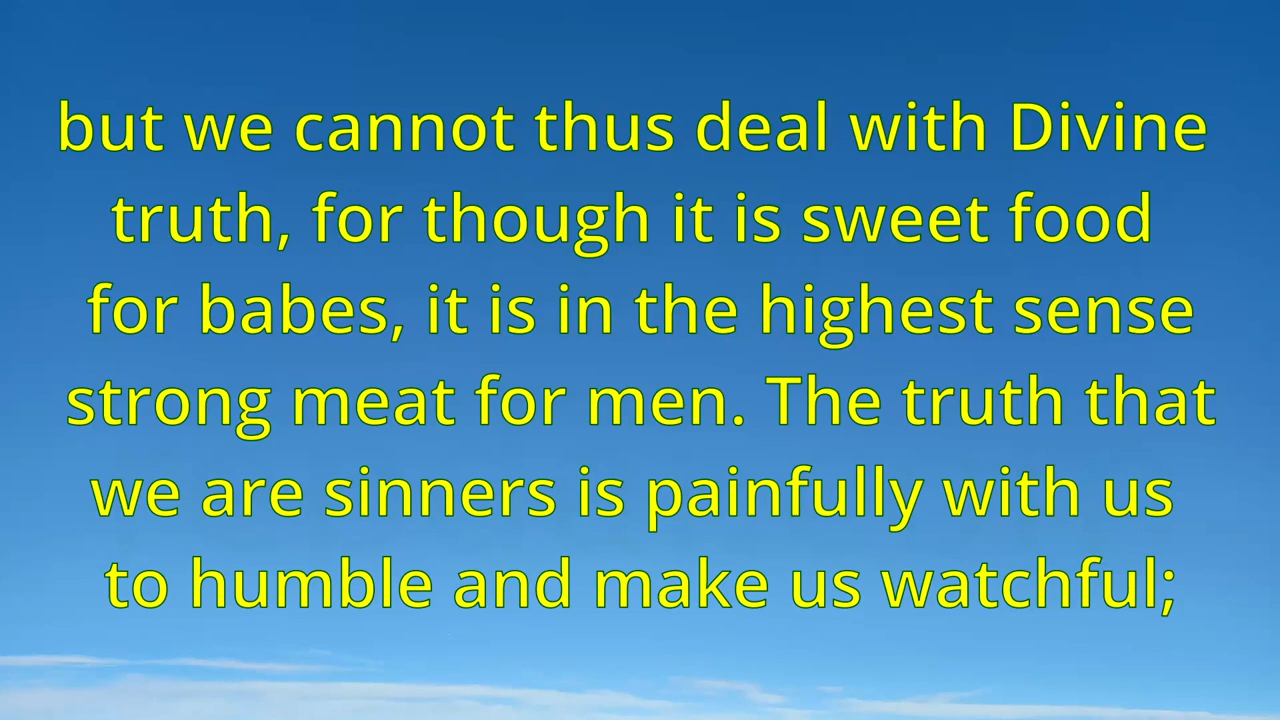 but we cannot thus deal with Divine
truth, for though it is sweet food
for babes, it is in the highest sense
strong meat for men. The truth that
we are sinners is painfully with us
to humble and make us watchful;